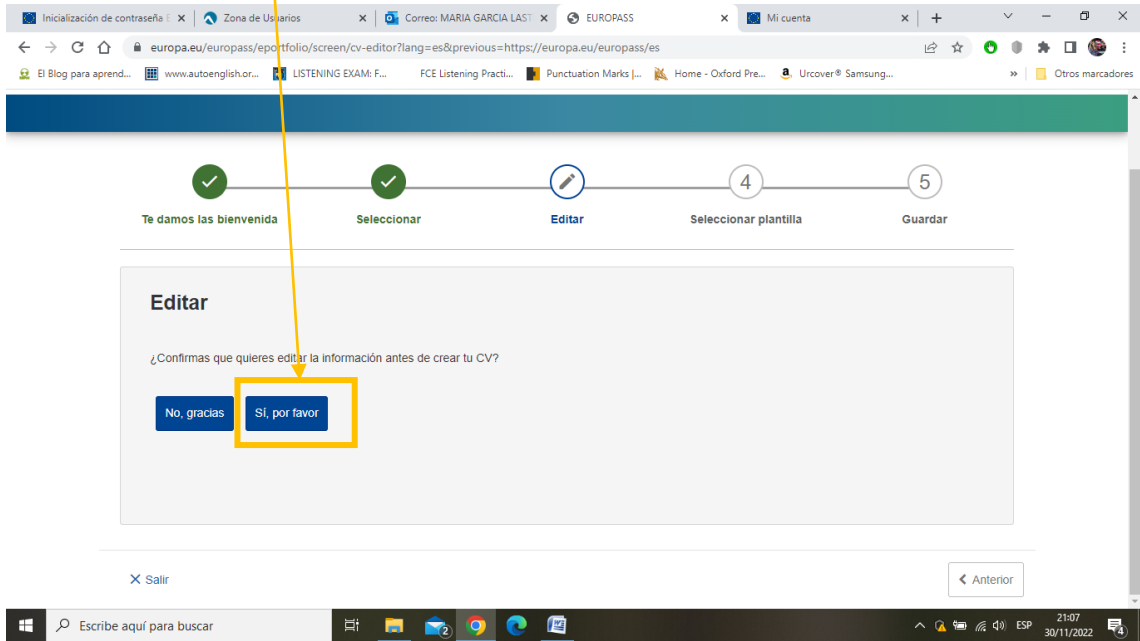 Inicialización de contraseña E
Zona de Usuarios
Correo: MARIA GARCIA LAST
EUROPASS
Mi cuenta
europa.eu/europass/eportfolio/screen/cv-editor?lang=es&previous=https://europa.eu/europass/es
El Blog para aprend...
www.autoenglish.or...
LISTENING EXAM: F...
FCE Listening Practi...
Punctuation Marks |...
Home - Oxford Pre...
Urcover® Samsung...
»
Otros marcadores
4
5
Te damos las bienvenida
Seleccionar
Editar
Seleccionar plantilla
Guardar
Editar
¿Confirmas que quieres editar la información antes de crear tu CV?
No, gracias
Sí, por favor
Salir
Anterior
Escribe aquí para buscar
2
ESP
21:07
30/11/2022
4